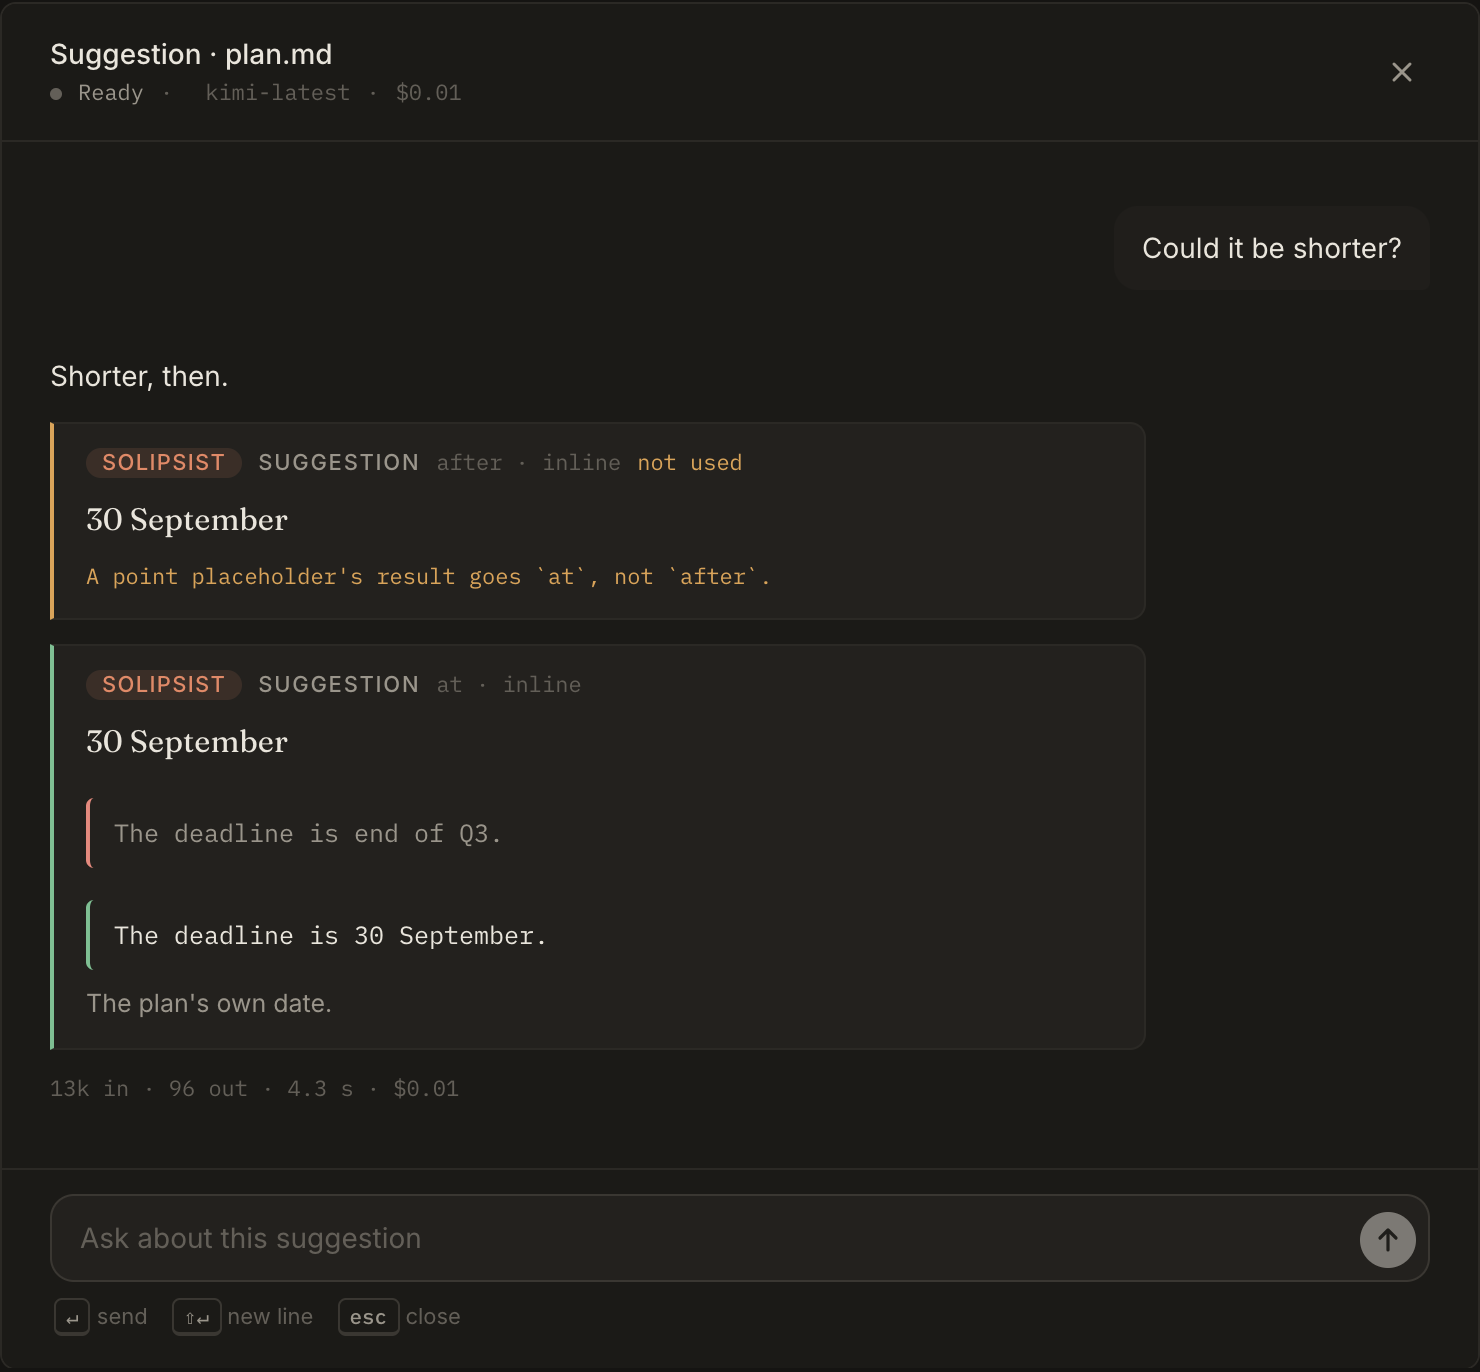 Suggestion · plan.md
Ready · kimi-latest · $0.01
Could it be shorter?
Shorter, then.
SOLIPSIST SUGGESTION after · inline not used
30 September
A point placeholder's result goes `at`, not `after`.
SOLIPSIST SUGGESTION at · inline
30 September
The deadline is end of Q3.
The deadline is 30 September.
The plan's own date.
13k in · 96 out · 4.3 s · $0.01
Ask about this suggestion
↵ send ⇧↵ new line esc close